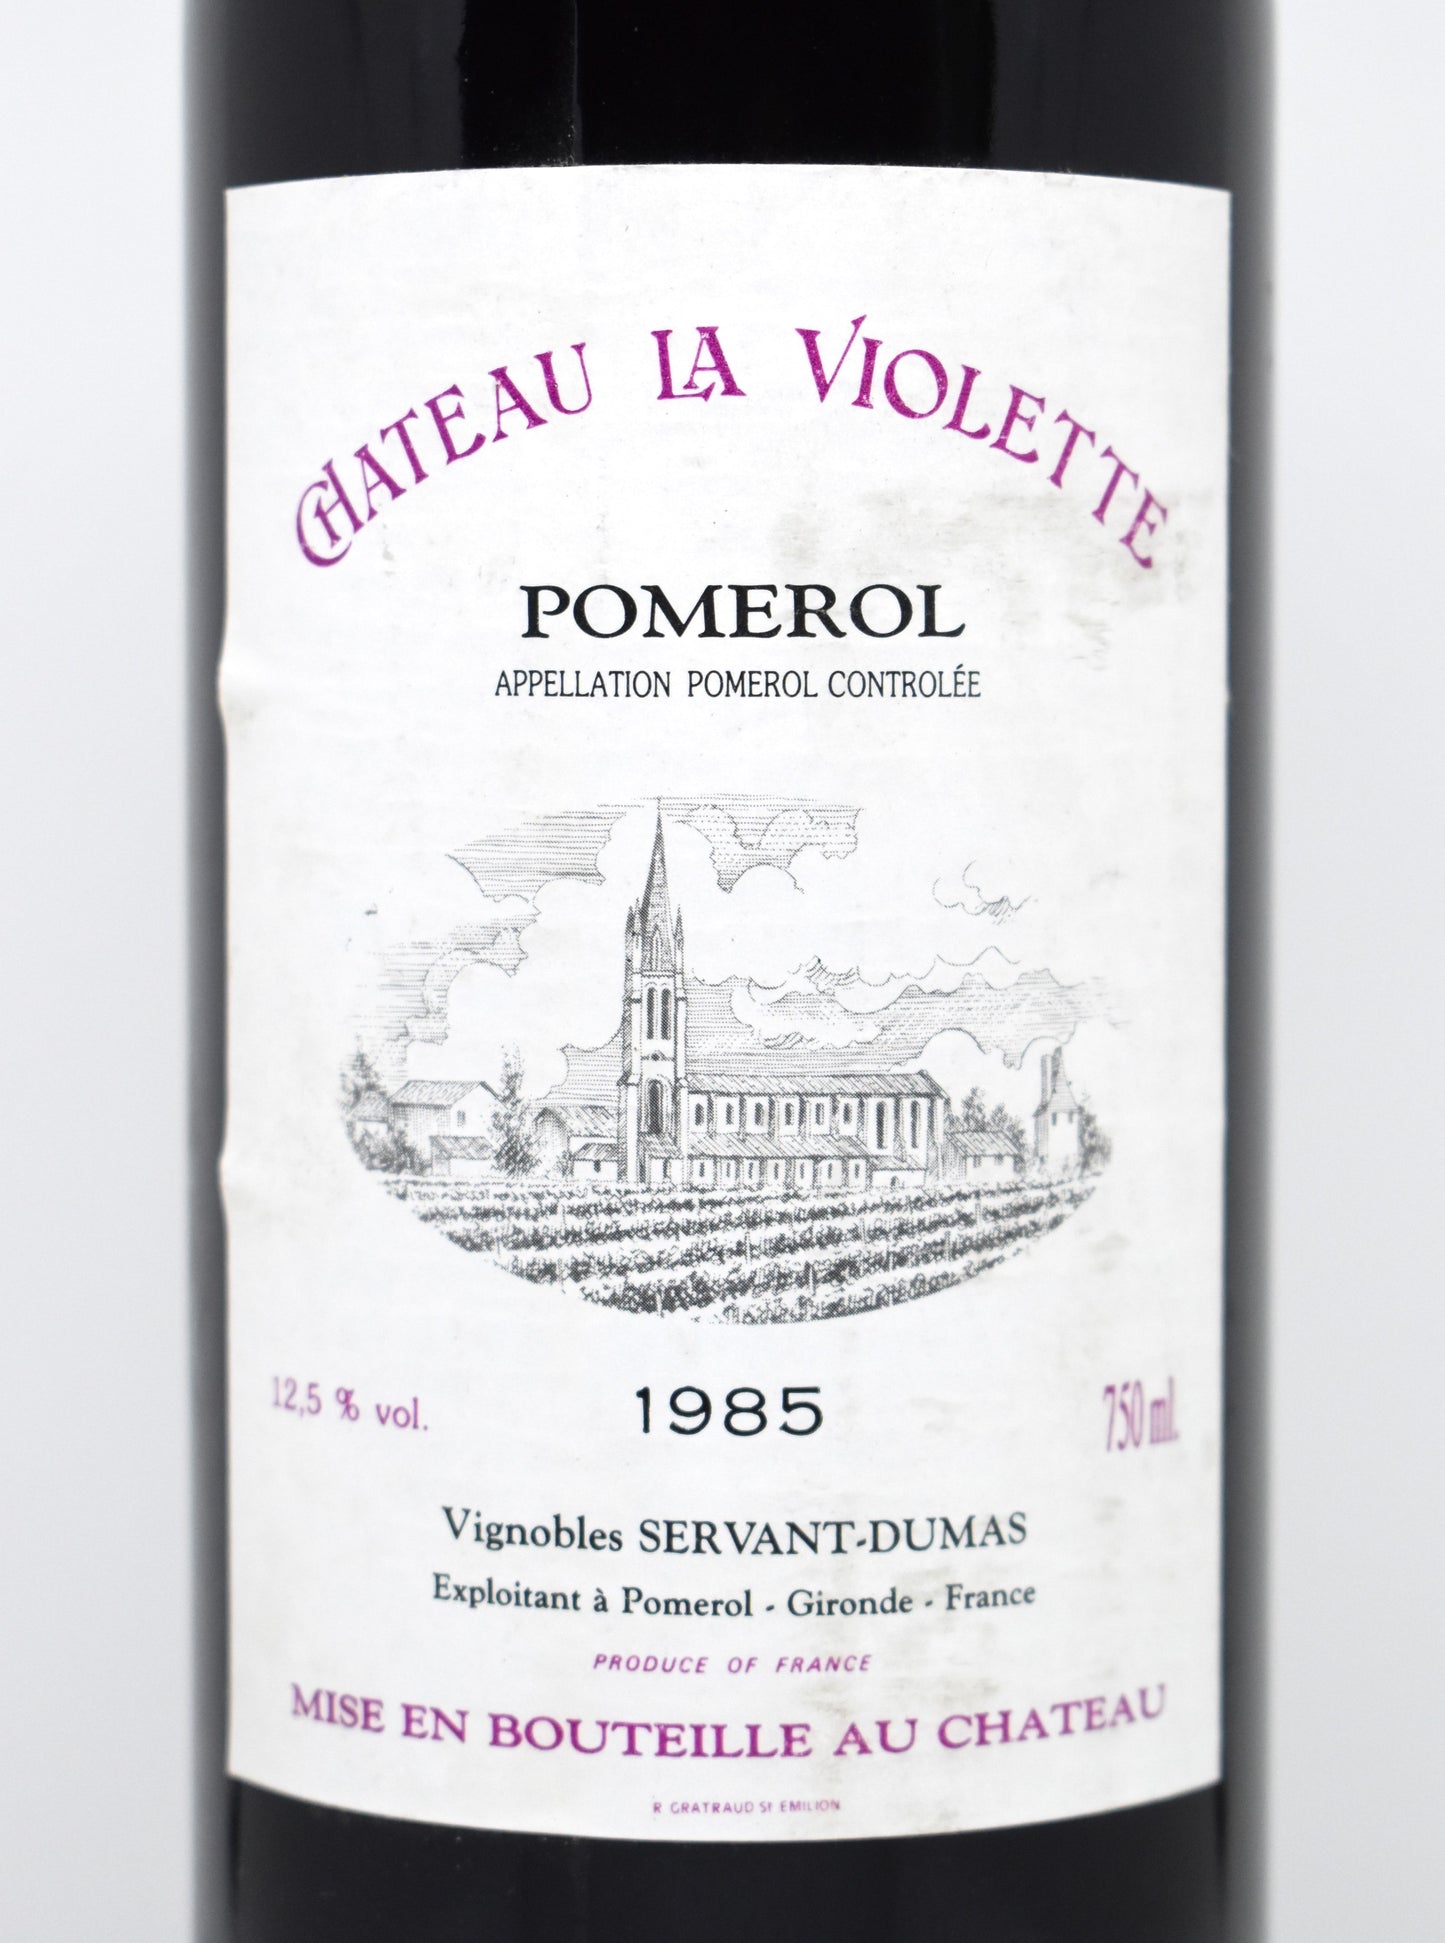 CHATEAU LA VIOLETTE
POMEROL
APPELLATION POMEROL CONTROLÉE
12,5 % vol.
1985
750 ml.
Vignobles SERVANT-DUMAS
Exploitant à Pomerol - Gironde - France
PRODUCE OF FRANCE
MISE EN BOUTEILLE AU CHATEAU
R GRATRAUD St EMILION